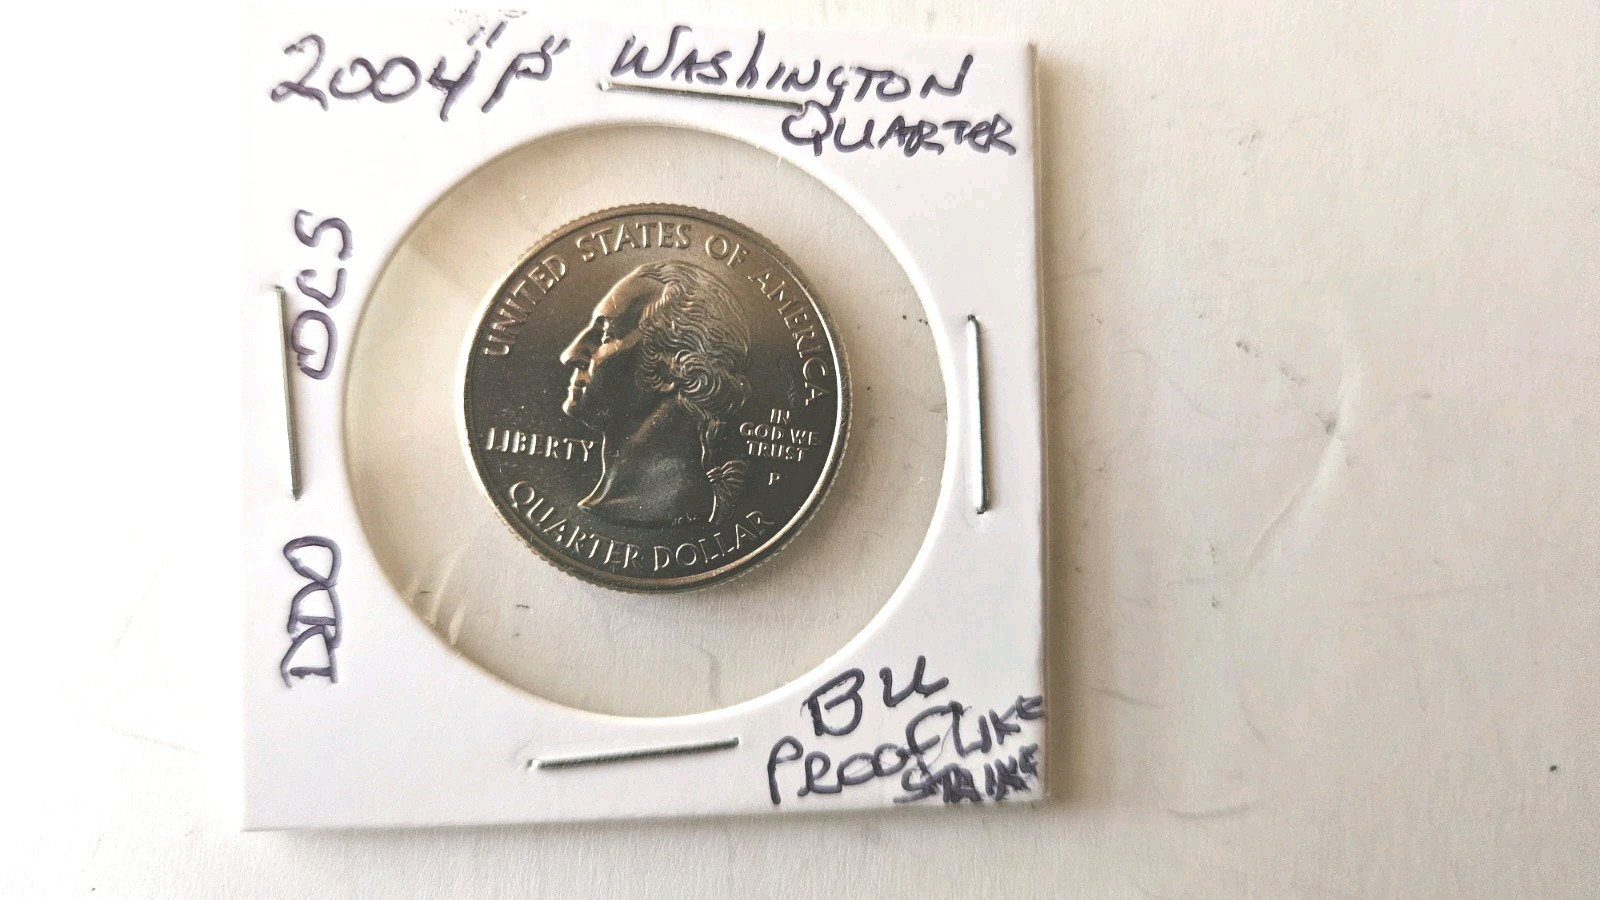 2004 "P" WASHINGTON
QUARTER
DDO OCS
UNITED STATES OF AMERICA
LIBERTY
IN
GOD WE
TRUST
P
QUARTER DOLLAR
BU
PROOFLIKE
STRIKE